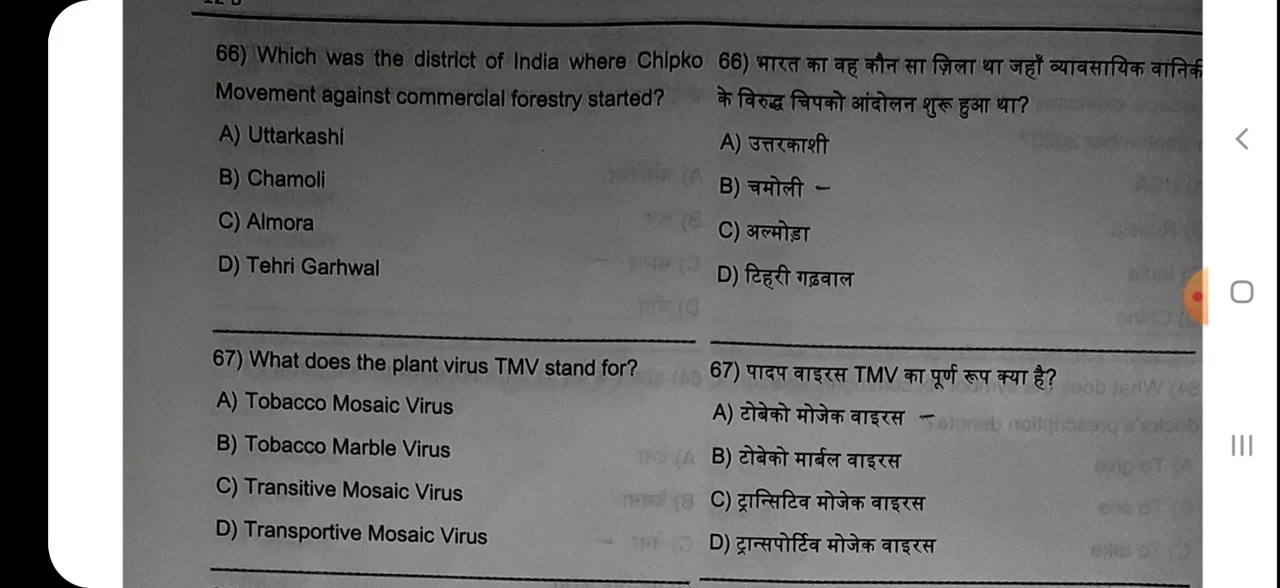 66) Which was the district of India where Chipko
Movement against commercial forestry started?
A) Uttarkashi
B) Chamoli
C) Almora
D) Tehri Garhwal
66) भारत का वह कौन सा ज़िला था जहाँ व्यावसायिक वानिकी
के विरुद्ध चिपको आंदोलन शुरू हुआ था?
A) उत्तरकाशी
B) चमोली –
C) अल्मोड़ा
D) टिहरी गढ़वाल
67) What does the plant virus TMV stand for?
A) Tobacco Mosaic Virus
B) Tobacco Marble Virus
C) Transitive Mosaic Virus
D) Transportive Mosaic Virus
67) पादप वाइरस TMV का पूर्ण रूप क्या है?
A) टोबेको मोजेक वाइरस –
B) टोबेको मार्बल वाइरस
C) ट्रान्सिटिव मोजेक वाइरस
D) ट्रान्सपोर्टिव मोजेक वाइरस